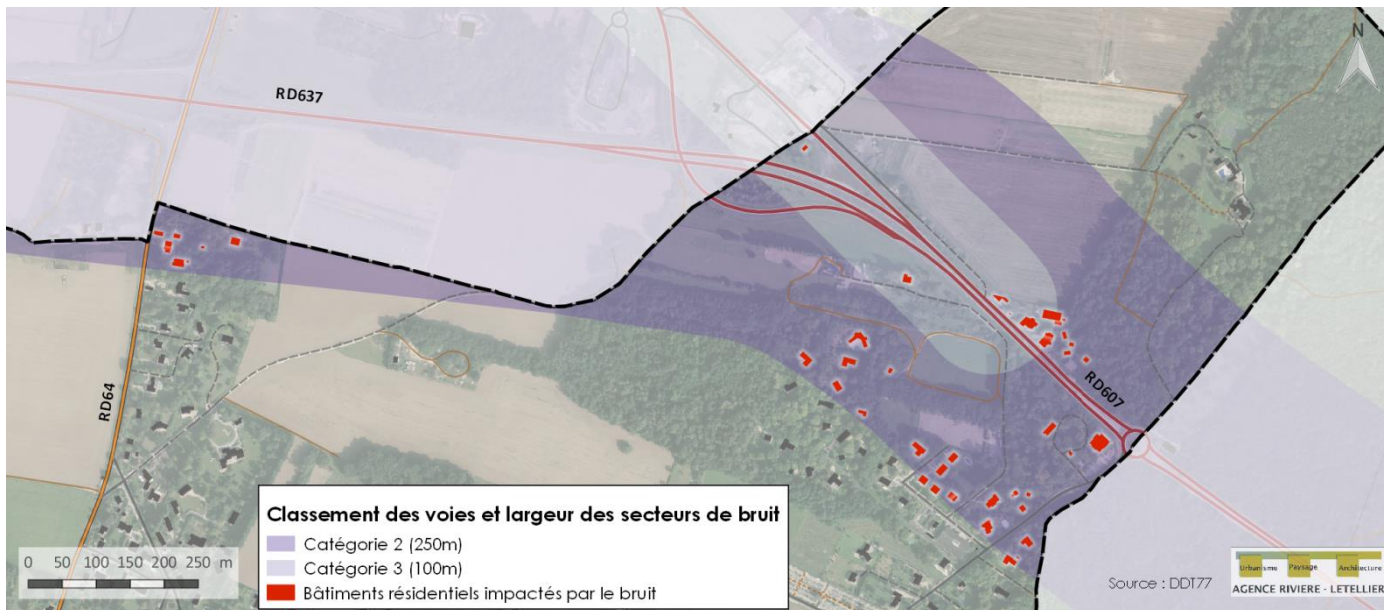 RD637
N
RD64
RD607
Classement des voies et largeur des secteurs de bruit
Catégorie 2 (250m)
Catégorie 3 (100m)
Bâtiments résidentiels impactés par le bruit
0 50 100 150 200 250 m
Source : DDT77
Urbanisme Paysage Architecture
AGENCE RIVIERE - LETELLIER